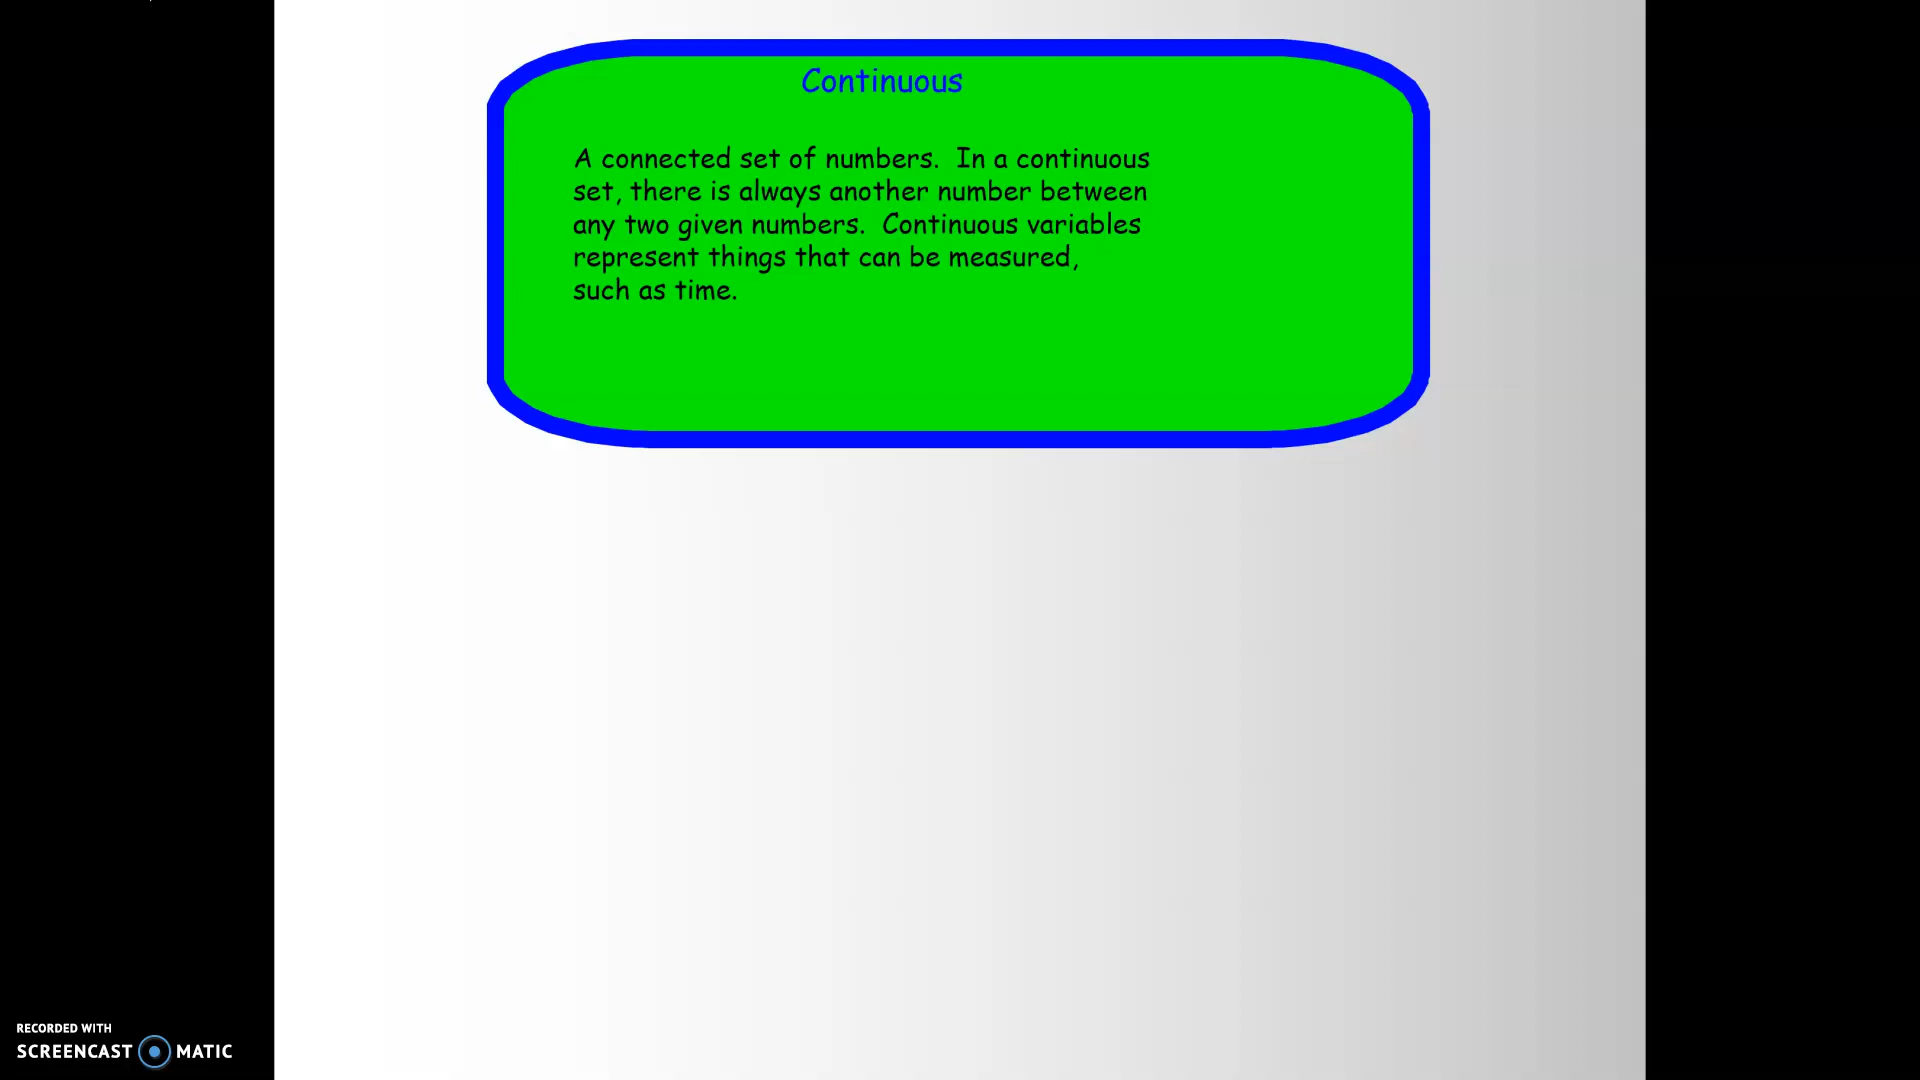 Continuous
A connected set of numbers.  In a continuous
set, there is always another number between
any two given numbers.  Continuous variables
represent things that can be measured,
such as time.
RECORDED WITH
SCREENCAST MATIC